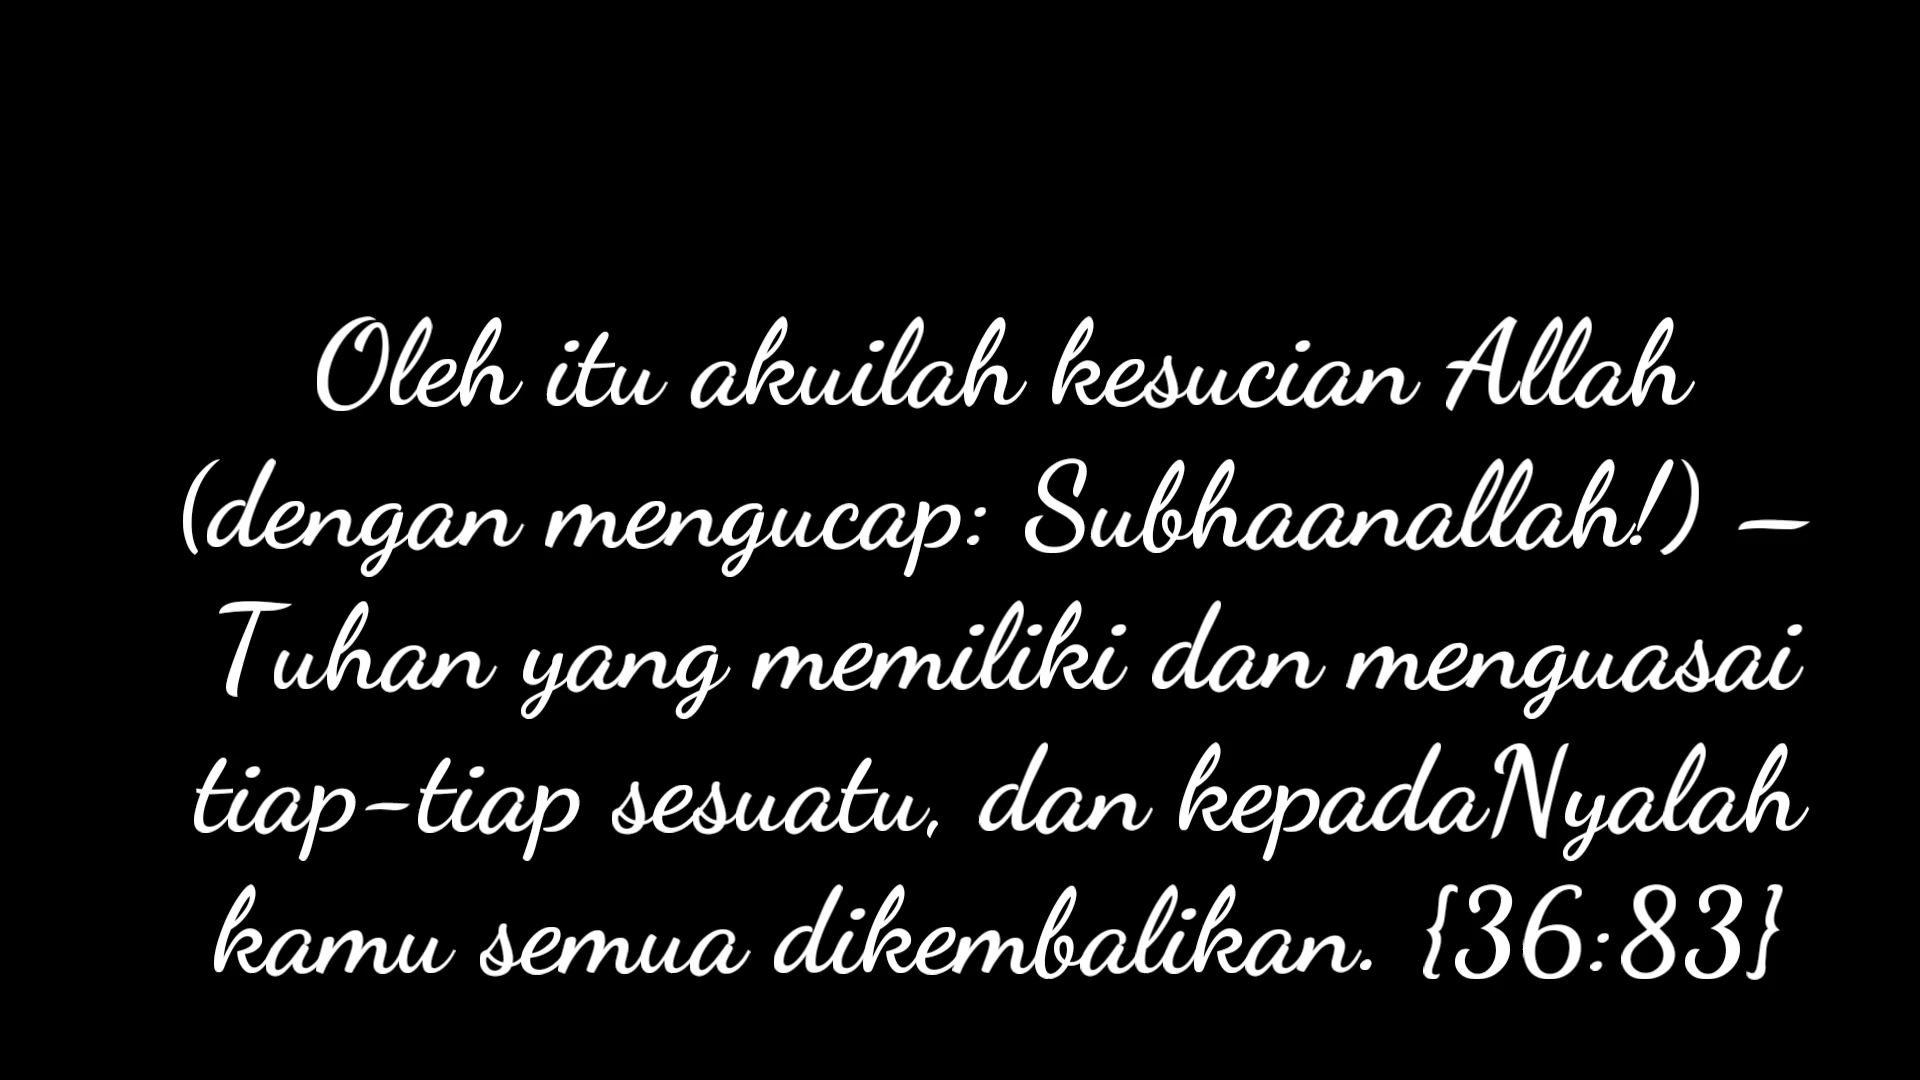 Oleh itu akuilah kesucian Allah
(dengan mengucap: Subhaanallah!) –
Tuhan yang memiliki dan menguasai
tiap-tiap sesuatu, dan kepadaNyalah
kamu semua dikembalikan. {36:83}